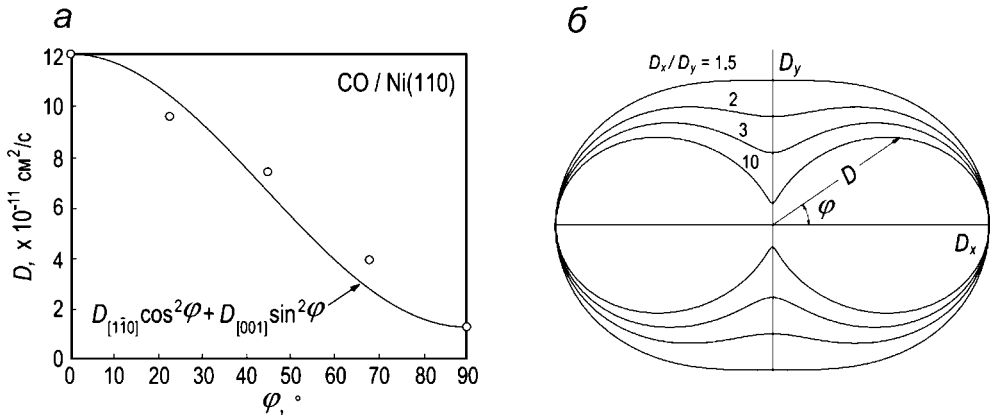 а
12
10
8
6
4
2
0
D, x 10⁻¹¹ см²/с
CO / Ni(110)
D[11̄0]cos²φ + D[001]sin²φ
0 10 20 30 40 50 60 70 80 90
φ, °
б
Dx / Dy = 1.5
Dy
2
3
10
D
φ
Dx